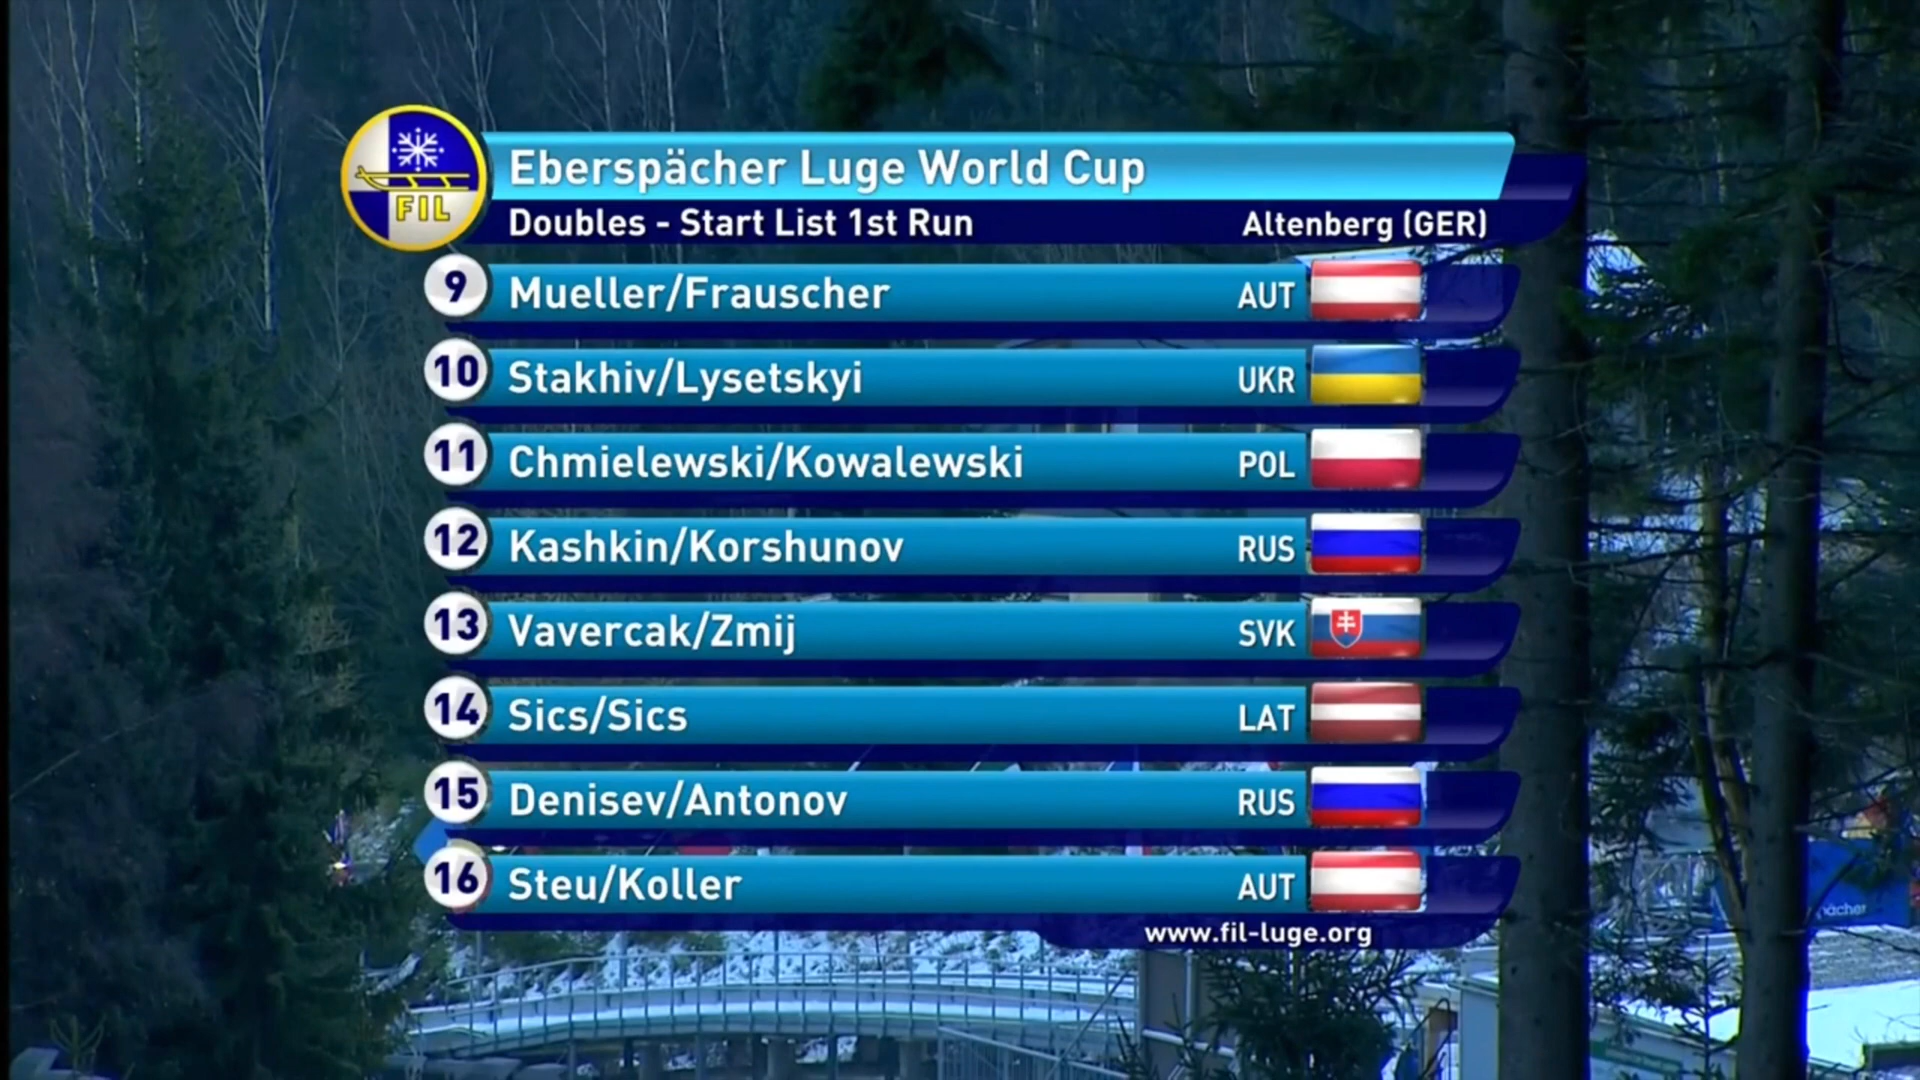 FIL
Eberspächer Luge World Cup
Doubles - Start List 1st Run Altenberg (GER)
9 Mueller/Frauscher AUT
10 Stakhiv/Lysetskyi UKR
11 Chmielewski/Kowalewski POL
12 Kashkin/Korshunov RUS
13 Vavercak/Zmij SVK
14 Sics/Sics LAT
15 Denisev/Antonov RUS
16 Steu/Koller AUT
www.fil-luge.org